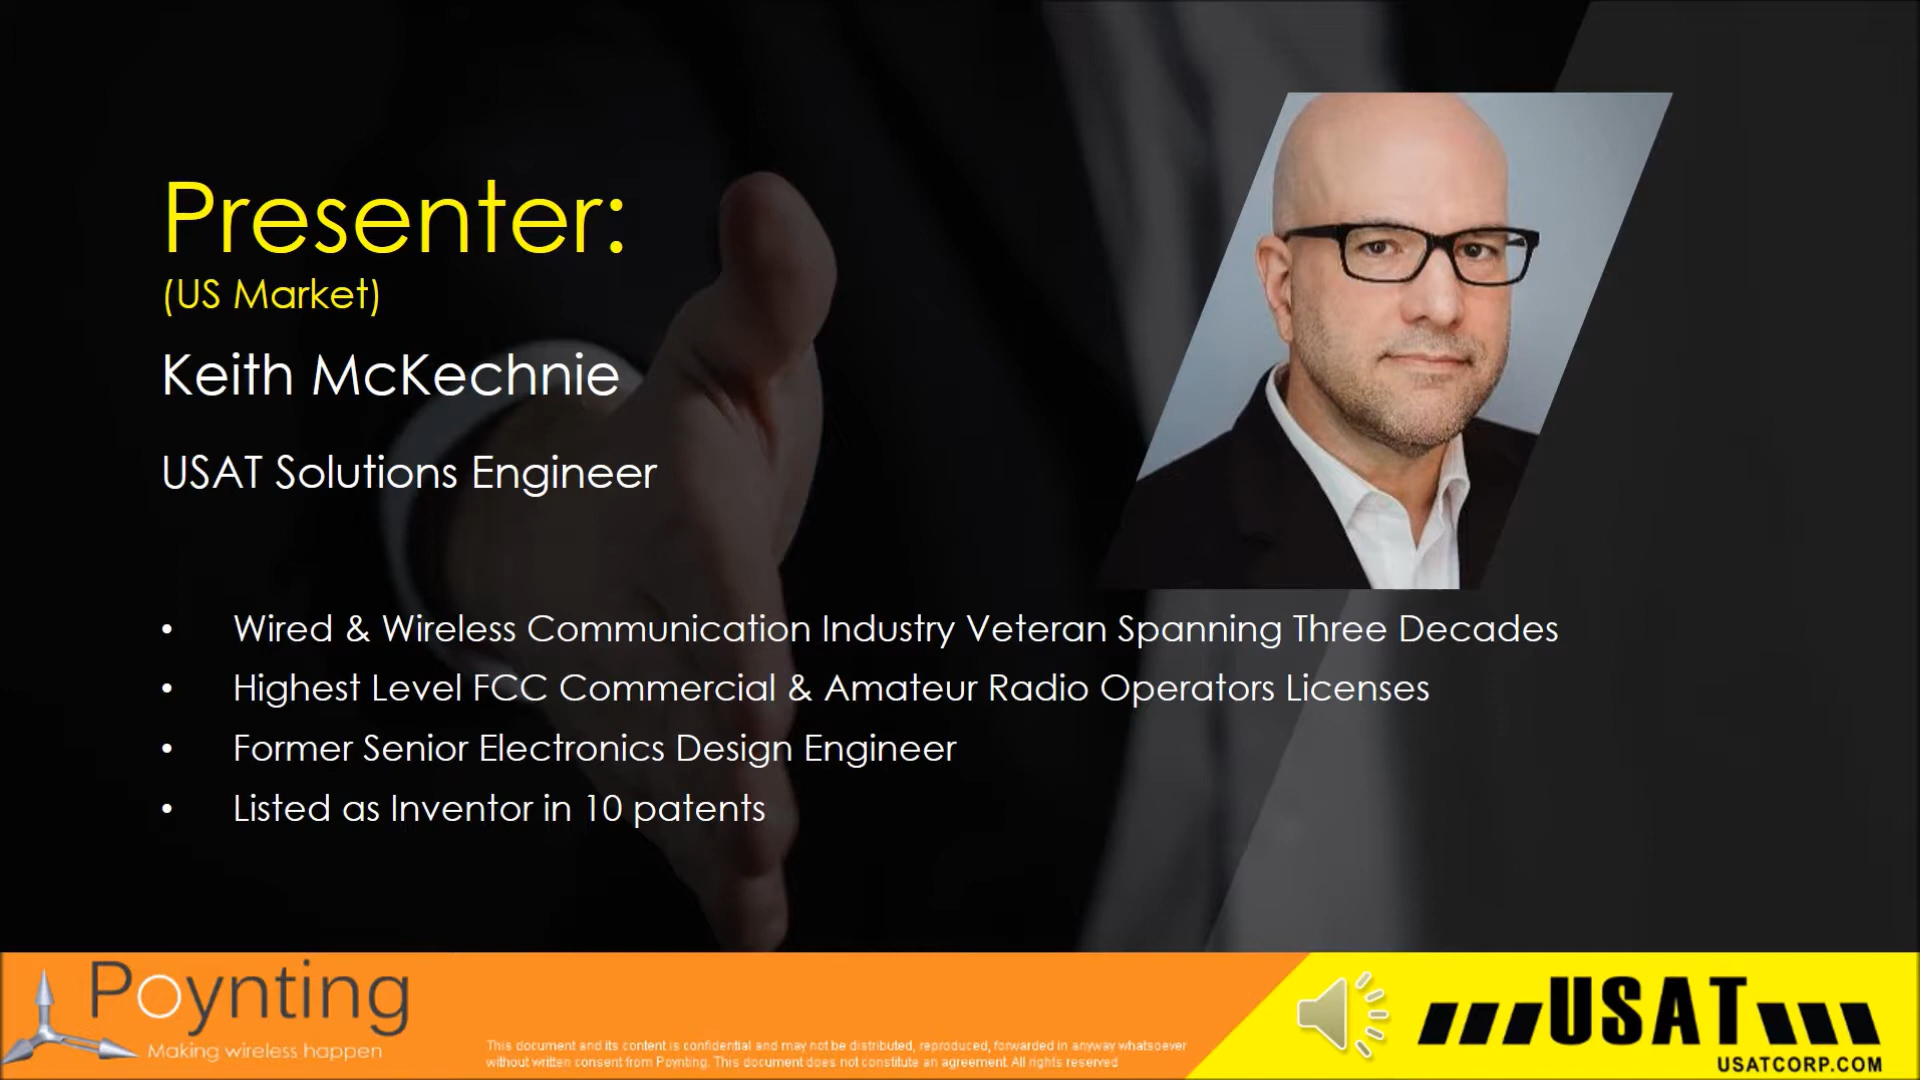 Presenter:
(US Market)
Keith McKechnie
USAT Solutions Engineer
• Wired & Wireless Communication Industry Veteran Spanning Three Decades
• Highest Level FCC Commercial & Amateur Radio Operators Licenses
• Former Senior Electronics Design Engineer
• Listed as Inventor in 10 patents
Poynting
Making wireless happen
This document and its content is confidential and may not be distributed, reproduced, forwarded in anyway whatsoever
without written consent from Poynting. This document does not constitute an agreement. All rights reserved
USAT
USATCORP.COM